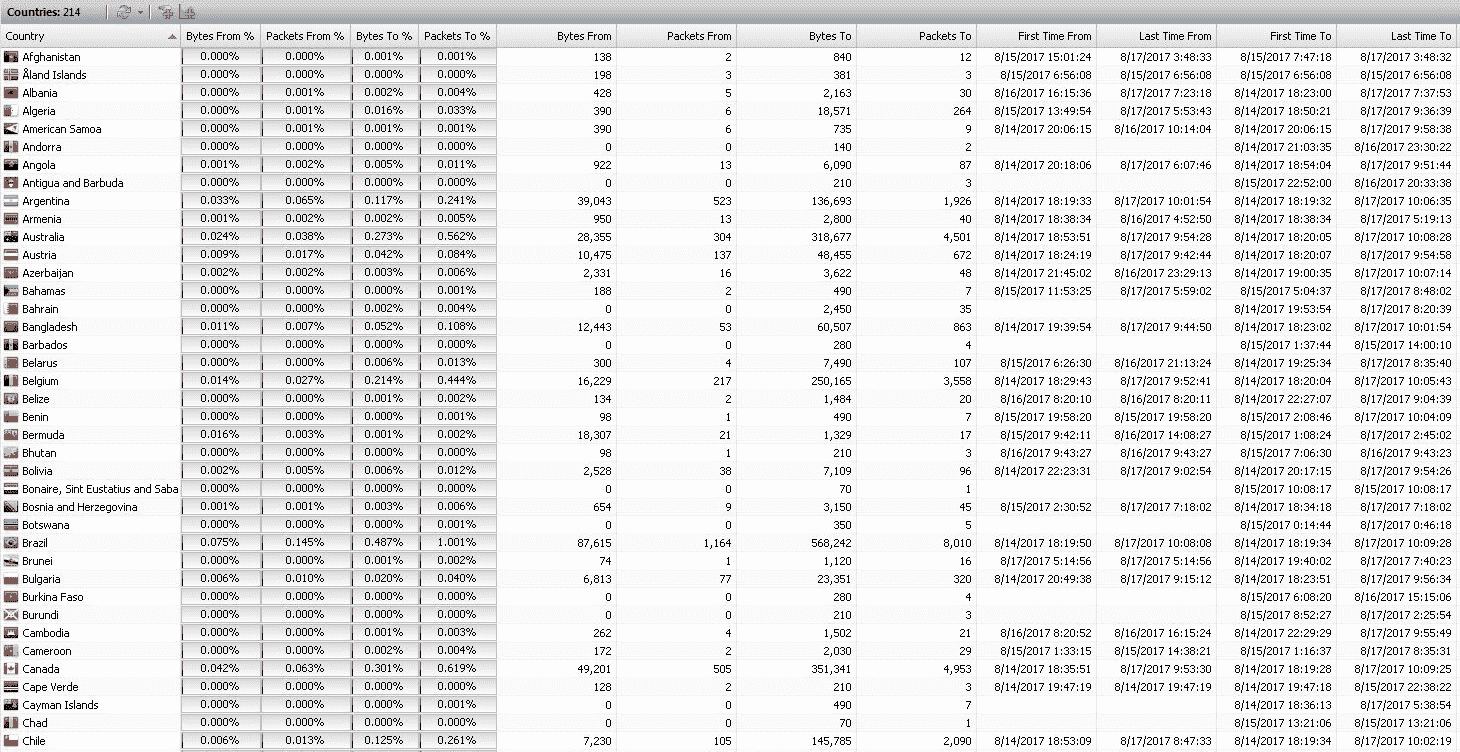 Countries: 214
Country Bytes From % Packets From % Bytes To % Packets To % Bytes From Packets From Bytes To Packets To First Time From Last Time From First Time To Last Time To
Afghanistan 0.000% 0.000% 0.001% 0.001% 138 2 840 12 8/15/2017 15:01:24 8/17/2017 3:48:33 8/15/2017 7:47:18 8/17/2017 3:48:32
Åland Islands 0.000% 0.000% 0.000% 0.000% 198 3 381 3 8/15/2017 6:56:08 8/15/2017 6:56:08 8/15/2017 6:56:08 8/15/2017 6:56:08
Albania 0.000% 0.001% 0.002% 0.004% 428 5 2,163 30 8/16/2017 16:15:36 8/17/2017 7:23:18 8/14/2017 18:23:00 8/17/2017 7:37:53
Algeria 0.000% 0.001% 0.016% 0.033% 390 6 18,571 264 8/15/2017 13:49:54 8/17/2017 5:53:43 8/14/2017 18:50:21 8/17/2017 9:36:39
American Samoa 0.000% 0.001% 0.001% 0.001% 390 6 735 9 8/14/2017 20:06:15 8/16/2017 10:14:04 8/14/2017 20:06:15 8/17/2017 9:58:38
Andorra 0.000% 0.000% 0.000% 0.000% 0 0 140 2 8/14/2017 21:03:35 8/16/2017 23:30:22
Angola 0.001% 0.002% 0.005% 0.011% 922 13 6,090 87 8/14/2017 20:18:06 8/17/2017 6:07:46 8/14/2017 18:54:04 8/17/2017 9:51:44
Antigua and Barbuda 0.000% 0.000% 0.000% 0.000% 0 0 210 3 8/15/2017 22:52:00 8/16/2017 20:33:38
Argentina 0.033% 0.065% 0.117% 0.241% 39,043 523 136,693 1,926 8/14/2017 18:19:33 8/17/2017 10:01:54 8/14/2017 18:19:32 8/17/2017 10:06:35
Armenia 0.001% 0.002% 0.002% 0.005% 950 13 2,800 40 8/14/2017 18:38:34 8/16/2017 4:52:50 8/14/2017 18:38:34 8/17/2017 5:19:13
Australia 0.024% 0.038% 0.273% 0.562% 28,355 304 318,677 4,501 8/14/2017 18:53:51 8/17/2017 9:54:28 8/14/2017 18:20:05 8/17/2017 10:08:28
Austria 0.009% 0.017% 0.042% 0.084% 10,475 137 48,455 672 8/14/2017 18:24:19 8/17/2017 9:42:44 8/14/2017 18:20:07 8/17/2017 9:54:58
Azerbaijan 0.002% 0.002% 0.003% 0.006% 2,331 16 3,622 48 8/14/2017 21:45:02 8/16/2017 23:29:13 8/14/2017 19:00:35 8/17/2017 10:07:14
Bahamas 0.000% 0.000% 0.000% 0.000% 188 2 490 7 8/15/2017 11:53:25 8/17/2017 5:59:02 8/15/2017 5:04:37 8/17/2017 8:48:02
Bahrain 0.000% 0.000% 0.002% 0.004% 0 0 2,450 35 8/14/2017 19:53:54 8/17/2017 8:20:39
Bangladesh 0.011% 0.007% 0.052% 0.108% 12,443 53 60,507 863 8/14/2017 19:39:54 8/17/2017 9:44:50 8/14/2017 18:23:02 8/17/2017 10:01:54
Barbados 0.000% 0.000% 0.000% 0.000% 0 0 280 4 8/15/2017 1:37:44 8/15/2017 14:00:10
Belarus 0.000% 0.000% 0.006% 0.013% 300 4 7,490 107 8/15/2017 6:26:30 8/16/2017 21:13:24 8/14/2017 19:25:34 8/17/2017 8:35:40
Belgium 0.014% 0.027% 0.214% 0.444% 16,229 217 250,165 3,558 8/14/2017 18:29:43 8/17/2017 9:52:41 8/14/2017 18:20:04 8/17/2017 10:05:43
Belize 0.000% 0.000% 0.001% 0.002% 134 2 1,484 20 8/16/2017 8:20:10 8/16/2017 8:20:11 8/14/2017 22:27:07 8/17/2017 9:04:39
Benin 0.000% 0.000% 0.000% 0.001% 98 1 490 7 8/15/2017 19:58:20 8/15/2017 19:58:20 8/15/2017 2:08:46 8/17/2017 10:04:09
Bermuda 0.016% 0.003% 0.001% 0.002% 18,307 21 1,329 17 8/15/2017 9:42:11 8/16/2017 14:08:27 8/15/2017 1:08:24 8/17/2017 2:45:02
Bhutan 0.000% 0.000% 0.000% 0.000% 98 1 210 3 8/16/2017 9:43:27 8/16/2017 9:43:27 8/15/2017 7:06:30 8/16/2017 9:43:23
Bolivia 0.002% 0.005% 0.006% 0.012% 2,528 38 7,109 96 8/14/2017 22:23:31 8/17/2017 9:02:54 8/14/2017 20:17:15 8/17/2017 9:54:26
Bonaire, Sint Eustatius and Saba 0.000% 0.000% 0.000% 0.000% 0 0 70 1 8/15/2017 10:08:17 8/15/2017 10:08:17
Bosnia and Herzegovina 0.001% 0.001% 0.003% 0.006% 654 9 3,150 45 8/15/2017 2:30:52 8/17/2017 7:18:02 8/14/2017 18:34:18 8/17/2017 7:18:02
Botswana 0.000% 0.000% 0.000% 0.001% 0 0 350 5 8/15/2017 0:14:44 8/17/2017 0:46:18
Brazil 0.075% 0.145% 0.487% 1.001% 87,615 1,164 568,242 8,010 8/14/2017 18:19:50 8/17/2017 10:08:08 8/14/2017 18:19:34 8/17/2017 10:09:28
Brunei 0.000% 0.000% 0.001% 0.002% 74 1 1,120 16 8/17/2017 5:14:56 8/17/2017 5:14:56 8/14/2017 19:40:02 8/17/2017 7:40:23
Bulgaria 0.006% 0.010% 0.020% 0.040% 6,813 77 23,351 320 8/14/2017 20:49:38 8/17/2017 9:15:12 8/14/2017 18:23:51 8/17/2017 9:56:34
Burkina Faso 0.000% 0.000% 0.000% 0.000% 0 0 280 4 8/15/2017 6:08:20 8/16/2017 15:15:06
Burundi 0.000% 0.000% 0.000% 0.000% 0 0 210 3 8/15/2017 8:52:27 8/17/2017 2:25:54
Cambodia 0.000% 0.000% 0.001% 0.003% 262 4 1,502 21 8/16/2017 8:20:52 8/16/2017 16:15:24 8/14/2017 22:29:29 8/17/2017 9:55:49
Cameroon 0.000% 0.000% 0.002% 0.004% 172 2 2,030 29 8/15/2017 1:33:15 8/15/2017 14:38:21 8/15/2017 1:16:37 8/17/2017 8:35:31
Canada 0.042% 0.063% 0.301% 0.619% 49,201 505 351,341 4,953 8/14/2017 18:35:51 8/17/2017 9:53:30 8/14/2017 18:19:28 8/17/2017 10:09:25
Cape Verde 0.000% 0.000% 0.000% 0.000% 128 2 210 3 8/14/2017 19:47:19 8/14/2017 19:47:19 8/14/2017 19:47:18 8/15/2017 22:38:22
Cayman Islands 0.000% 0.000% 0.000% 0.001% 0 0 490 7 8/14/2017 18:36:13 8/17/2017 5:38:54
Chad 0.000% 0.000% 0.000% 0.000% 0 0 70 1 8/15/2017 13:21:06 8/15/2017 13:21:06
Chile 0.006% 0.013% 0.125% 0.261% 7,230 105 145,785 2,090 8/14/2017 18:53:09 8/17/2017 8:47:33 8/14/2017 18:19:34 8/17/2017 10:02:19